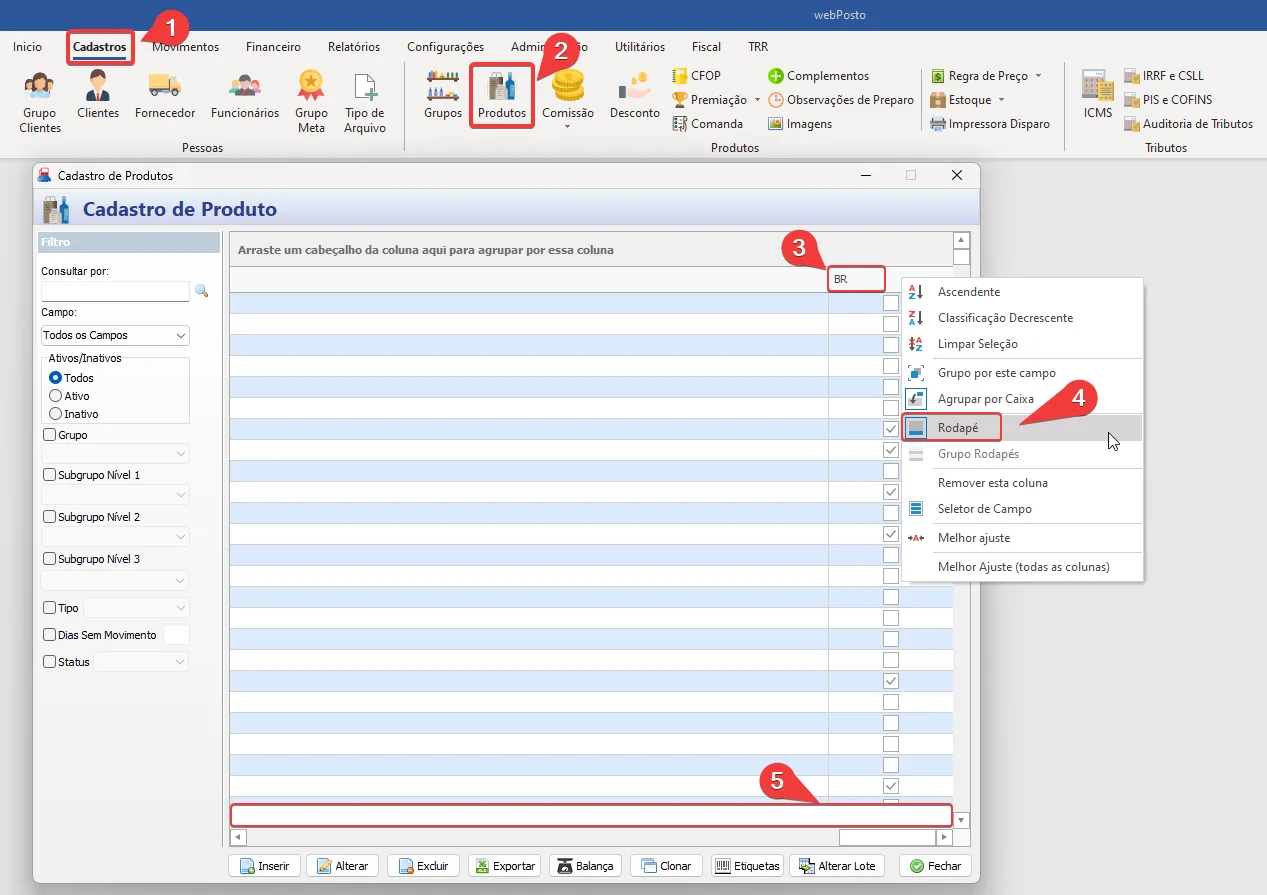 webPosto
1
Inicio
Cadastros
Movimentos
Financeiro
Relatórios
Configurações
Utilitários
Fiscal
TRR
2
Grupo
Clientes
Clientes
Fornecedor
Funcionários
Grupo
Meta
Tipo de
Arquivo
Pessoas
Grupos
Produtos
Comissão
Desconto
CFOP
Premiação
Comanda
Complementos
Observações de Preparo
Imagens
Regra de Preço
Estoque
Impressora Disparo
Produtos
ICMS
IRRF e CSLL
PIS e COFINS
Auditoria de Tributos
Tributos
Cadastro de Produtos
Cadastro de Produto
Filtro
Consultar por:
Campo:
Todos os Campos
Ativos/Inativos
Todos
Ativo
Inativo
Grupo
Subgrupo Nível 1
Subgrupo Nível 2
Subgrupo Nível 3
Tipo
Dias Sem Movimento
Status
Arraste um cabeçalho da coluna aqui para agrupar por essa coluna
3
BR
Ascendente
Classificação Decrescente
Limpar Seleção
Grupo por este campo
Agrupar por Caixa
4
Rodapé
Grupo Rodapés
Remover esta coluna
Seletor de Campo
Melhor ajuste
Melhor Ajuste (todas as colunas)
5
Inserir
Alterar
Excluir
Exportar
Balança
Clonar
Etiquetas
Alterar Lote
Fechar